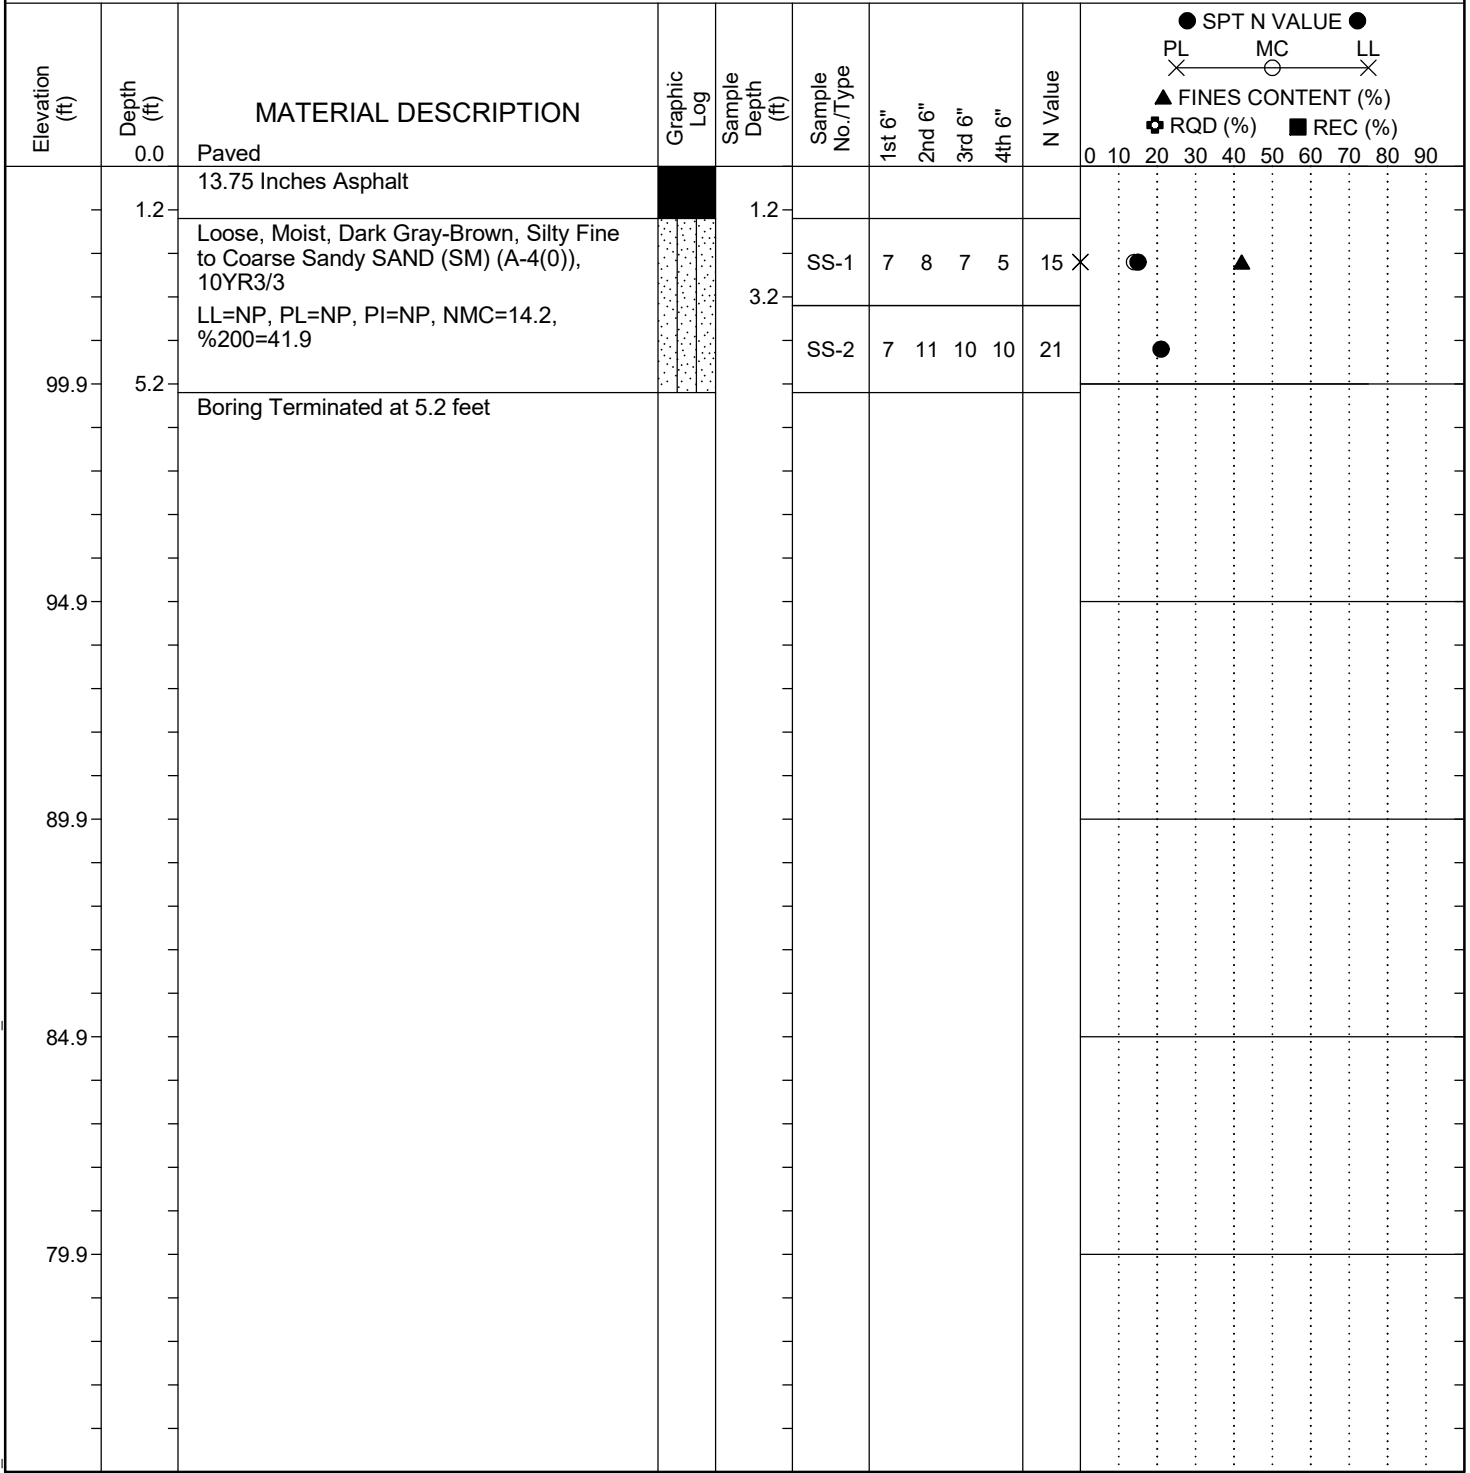 Elevation
(ft)
Depth
(ft)
0.0
MATERIAL DESCRIPTION
Paved
Graphic
Log
Sample
Depth
(ft)
Sample
No./Type
1st 6"
2nd 6"
3rd 6"
4th 6"
N Value
SPT N VALUE
PL MC LL
FINES CONTENT (%)
RQD (%) REC (%)
0 10 20 30 40 50 60 70 80 90
13.75 Inches Asphalt
1.2 1.2
Loose, Moist, Dark Gray-Brown, Silty Fine
to Coarse Sandy SAND (SM) (A-4(0)),
10YR3/3
SS-1 7 8 7 5 15
3.2
LL=NP, PL=NP, PI=NP, NMC=14.2,
%200=41.9
SS-2 7 11 10 10 21
99.9 5.2
Boring Terminated at 5.2 feet
94.9
89.9
84.9
79.9